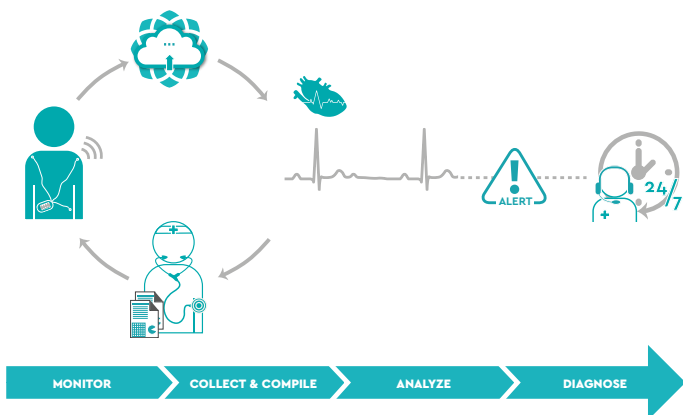 ALERT
24/7
MONITOR
COLLECT & COMPILE
ANALYZE
DIAGNOSE